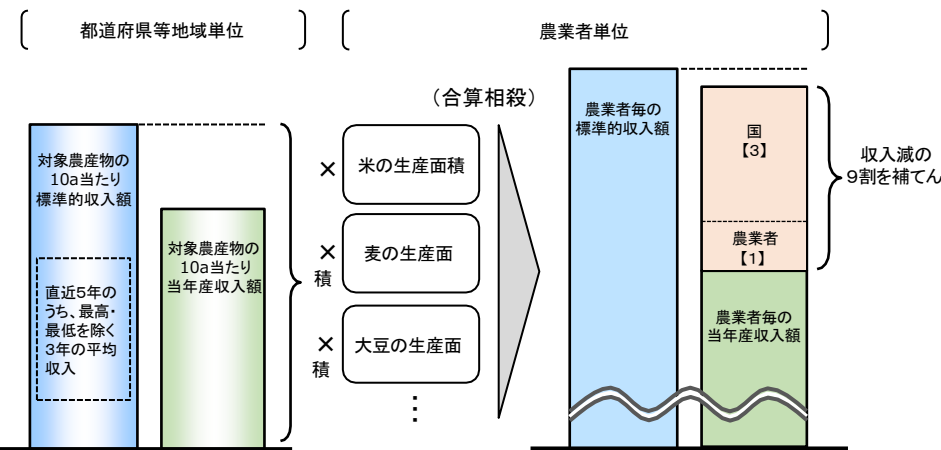 都道府県等地域単位
農業者単位
（合算相殺）
対象農産物の
10a当たり
標準的収入額
直近5年の
うち、最高・
最低を除く
３年の平均
収入
対象農産物の
10a当たり
当年産収入額
×
米の生産面積
×
麦の生産面
積
×
大豆の生産面
積
⋮
農業者毎の
標準的収入額
国
【３】
農業者
【１】
農業者毎の
当年産収入額
収入減の
９割を補てん